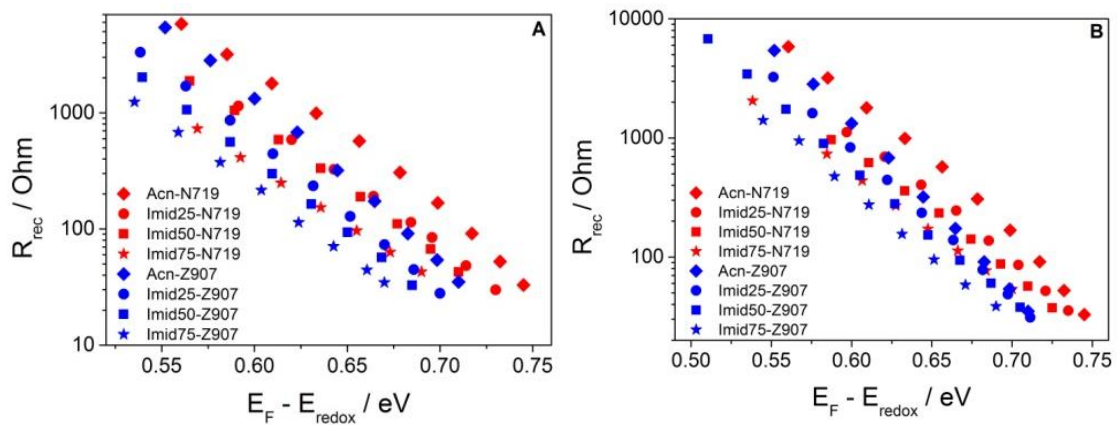 A
1000
100
10
R_rec / Ohm
Acn-N719
Imid25-N719
Imid50-N719
Imid75-N719
Acn-Z907
Imid25-Z907
Imid50-Z907
Imid75-Z907
0.55 0.60 0.65 0.70 0.75
E_F - E_redox / eV
B
10000
1000
100
R_rec / Ohm
Acn-N719
Imid25-N719
Imid50-N719
Imid75-N719
Acn-Z907
Imid25-Z907
Imid50-Z907
Imid75-Z907
0.50 0.55 0.60 0.65 0.70 0.75
E_F - E_redox / eV